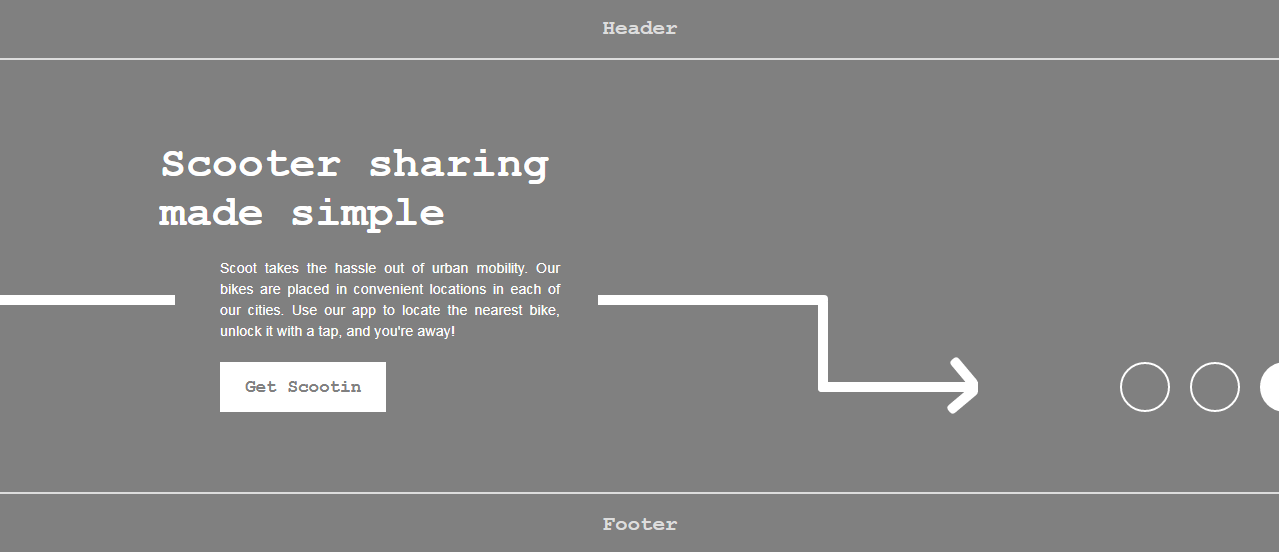 Header
Scooter sharing
made simple
Scoot takes the hassle out of urban mobility. Our
bikes are placed in convenient locations in each of
our cities. Use our app to locate the nearest bike,
unlock it with a tap, and you're away!
Get Scootin
Footer